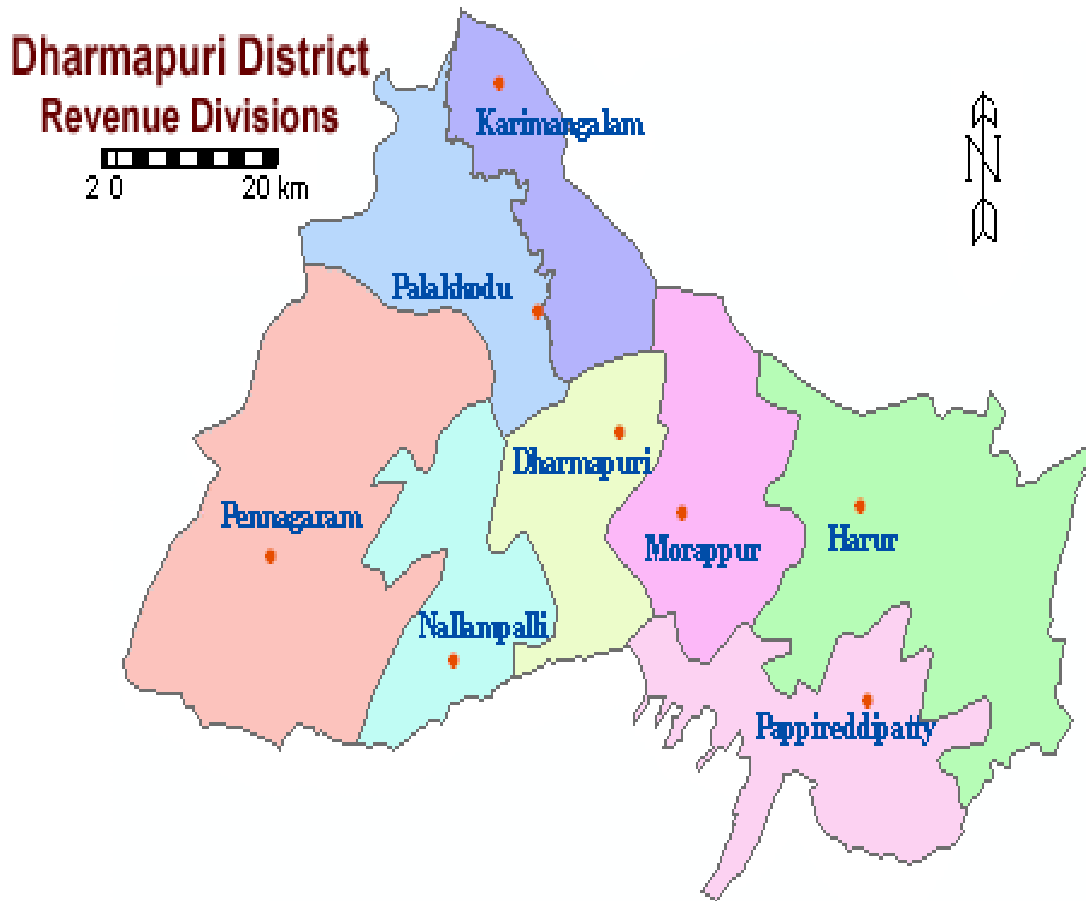 Dharmapuri District
Revenue Divisions
2 0 20 km
N
Karimangalam
Palakkodu
Dharmapuri
Pennagaram
Morappur
Harur
Nallampalli
Pappireddipatty